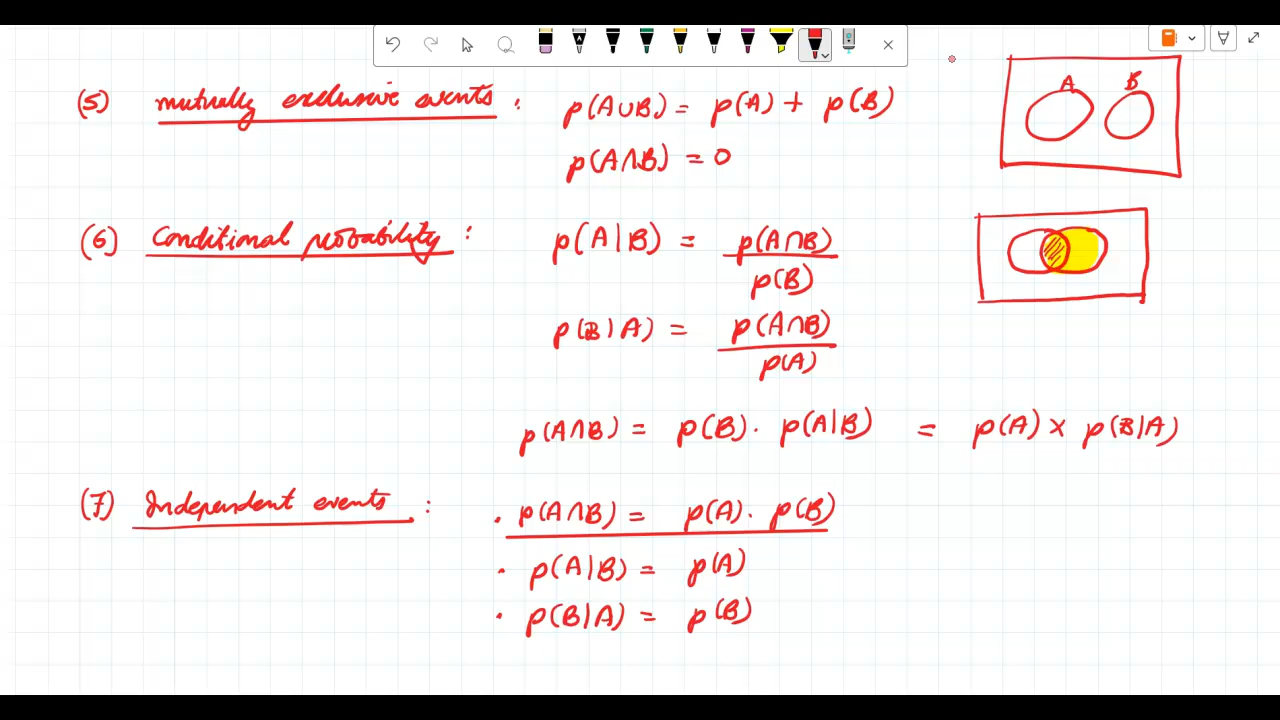 (5) mutually exclusive events : p(A∪B) = p(A) + p(B)
A B
p(A∩B) = 0
(6) Conditional probability : p(A|B) = p(A∩B) / p(B)
p(B|A) = p(A∩B) / p(A)
p(A∩B) = p(B) . p(A|B) = p(A) × p(B|A)
(7) Independent events : . p(A∩B) = p(A) . p(B)
. p(A|B) = p(A)
. p(B|A) = p(B)